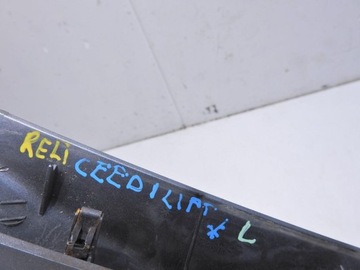 RELI CEED I LIFT * L